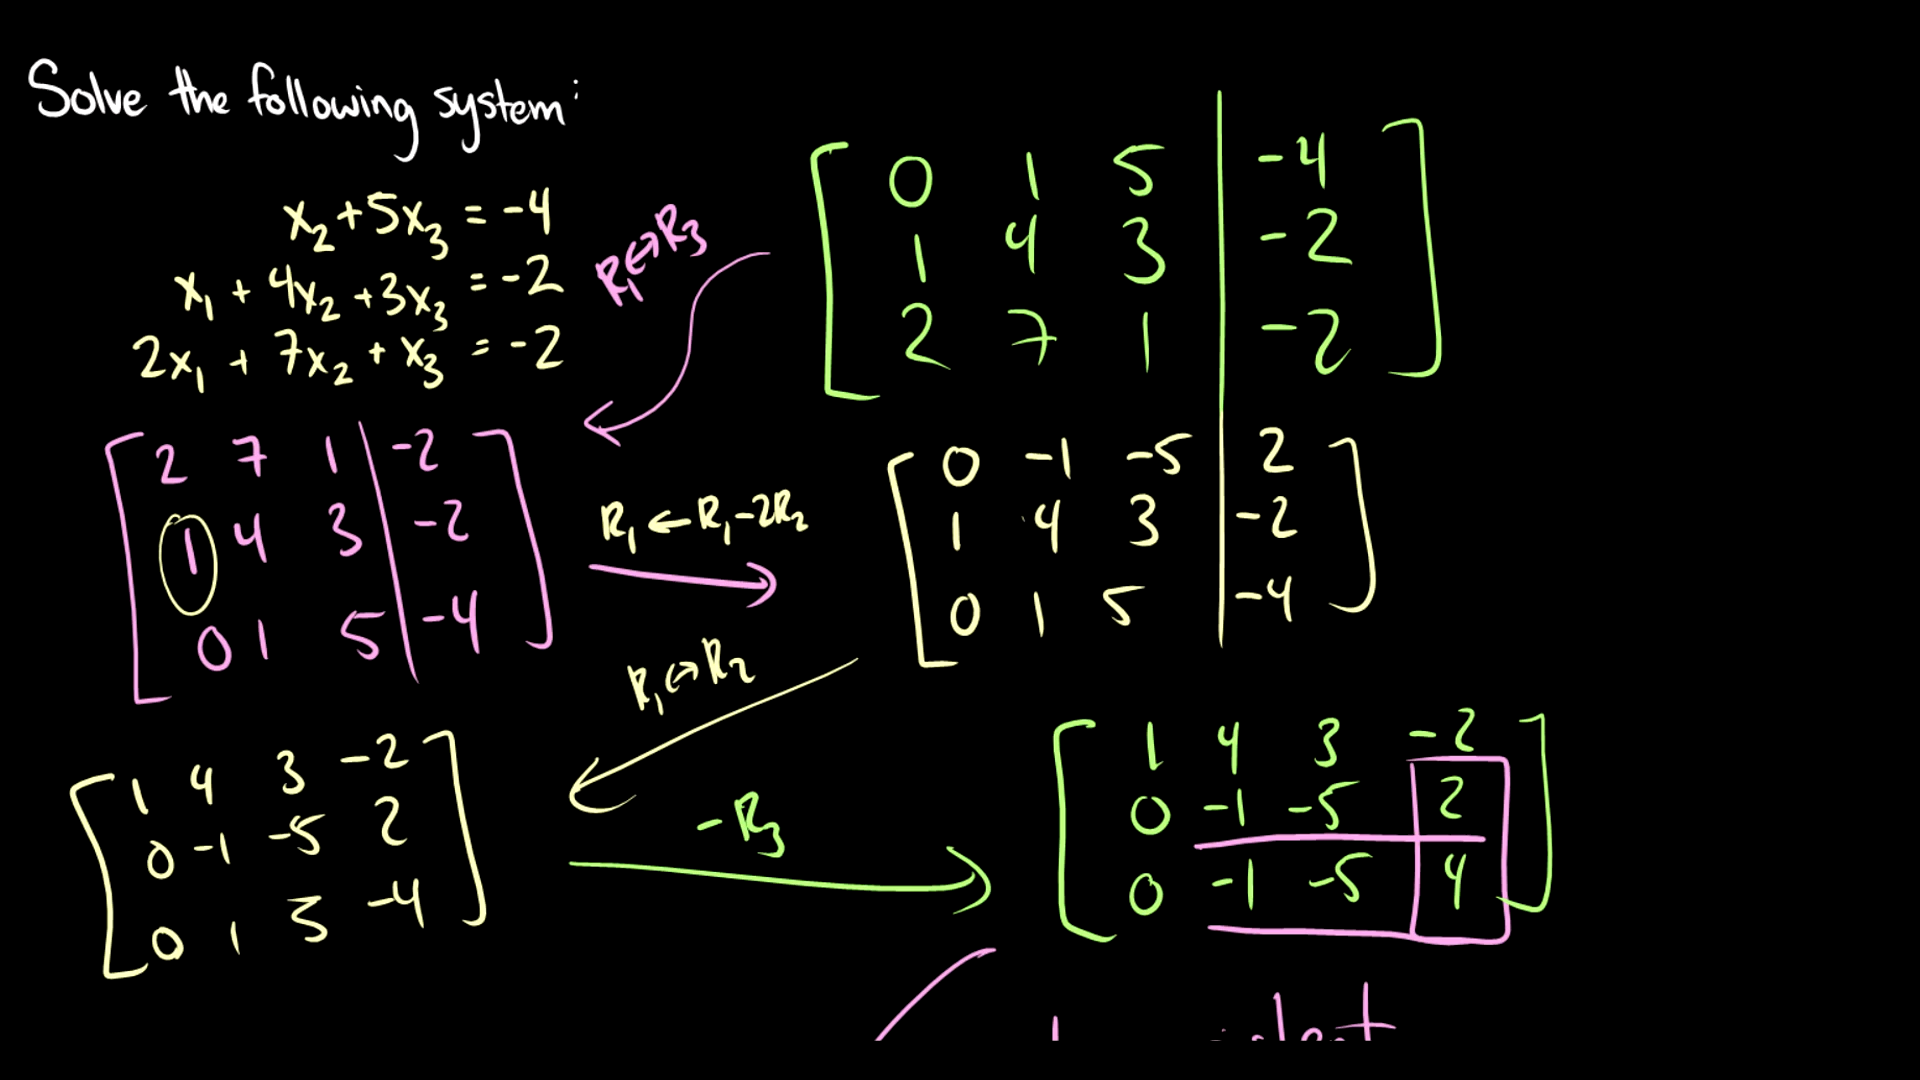 Solve the following system:
x₂ + 5x₃ = -4
x₁ + 4x₂ + 3x₃ = -2
2x₁ + 7x₂ + x₃ = -2
0 1 5 -4
1 4 3 -2
2 7 1 -2
R₁ ↔ R₃
2 7 1 -2
1 4 3 -2
0 1 5 -4
R₁ ← R₁ - 2R₂
0 -1 -5 2
1 4 3 -2
0 1 5 -4
R₁ ↔ R₂
1 4 3 -2
0 -1 -5 2
0 1 5 -4
-R₃
1 4 3 -2
0 -1 -5 2
0 -1 -5 4